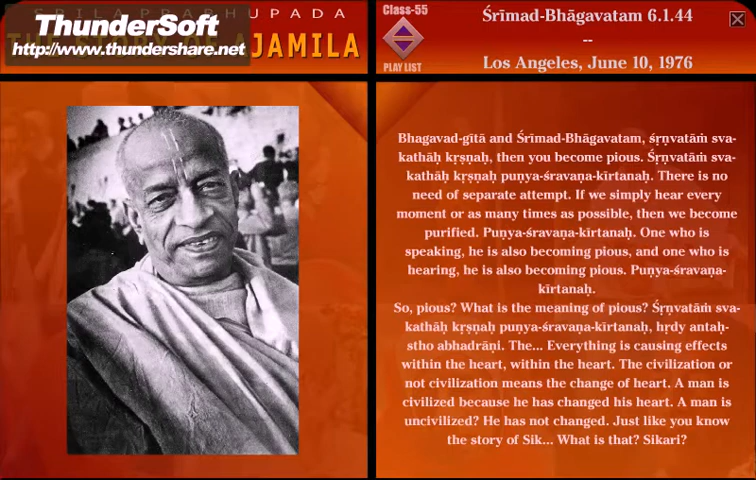 SRILA PRABHUPADA
ThunderSoft
http://www.thundershare.net
AJAMILA
Class-55
PLAY LIST
Śrīmad-Bhāgavatam 6.1.44
--
Los Angeles, June 10, 1976
Bhagavad-gītā and Śrīmad-Bhāgavatam, śṛṇvatāṁ sva-
kathāḥ kṛṣṇaḥ, then you become pious. Śṛṇvatāṁ sva-
kathāḥ kṛṣṇaḥ puṇya-śravaṇa-kīrtanaḥ. There is no
need of separate attempt. If we simply hear every
moment or as many times as possible, then we become
purified. Puṇya-śravaṇa-kīrtanaḥ. One who is
speaking, he is also becoming pious, and one who is
hearing, he is also becoming pious. Puṇya-śravaṇa-
kīrtanaḥ.
So, pious? What is the meaning of pious? Śṛṇvatāṁ sva-
kathāḥ kṛṣṇaḥ puṇya-śravaṇa-kīrtanaḥ, hṛdy antaḥ-
stho abhadrāṇi. The... Everything is causing effects
within the heart, within the heart. The civilization or
not civilization means the change of heart. A man is
civilized because he has changed his heart. A man is
uncivilized? He has not changed. Just like you know
the story of Sik... What is that? Sikari?